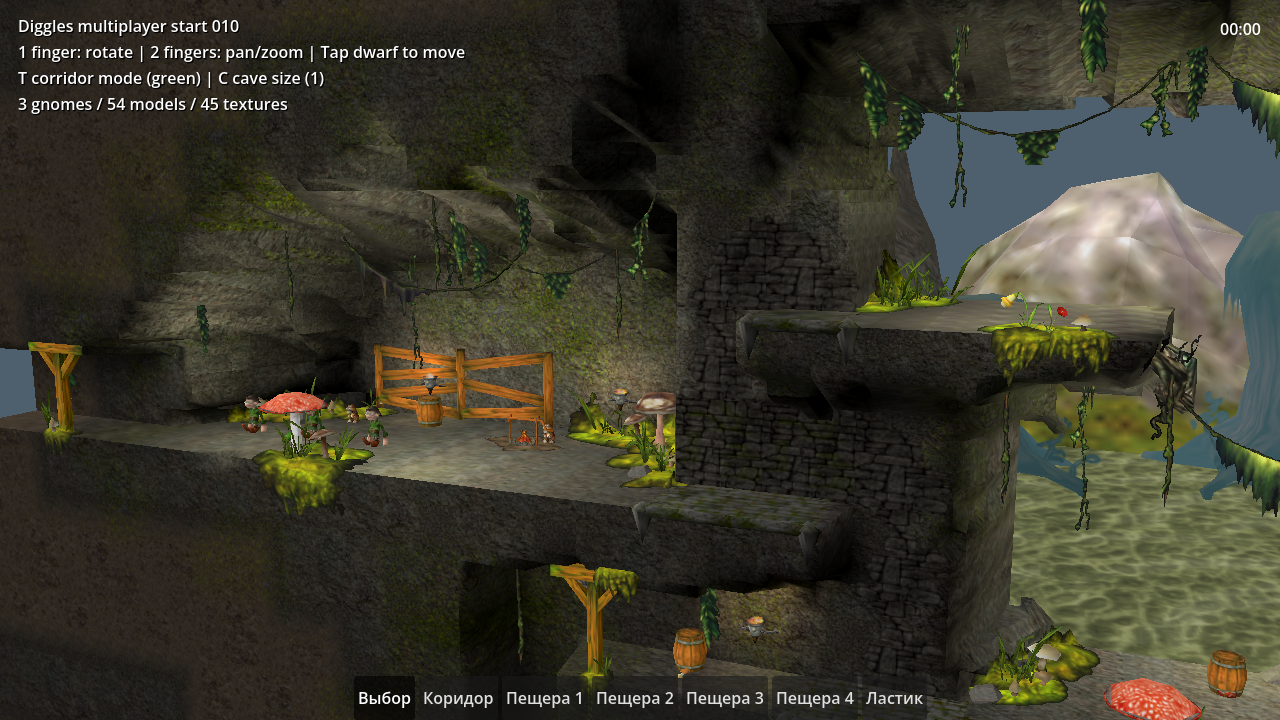 Diggles multiplayer start 010
00:00
1 finger: rotate | 2 fingers: pan/zoom | Tap dwarf to move
T corridor mode (green) | C cave size (1)
3 gnomes / 54 models / 45 textures
Выбор Коридор Пещера 1 Пещера 2 Пещера 3 Пещера 4 Ластик